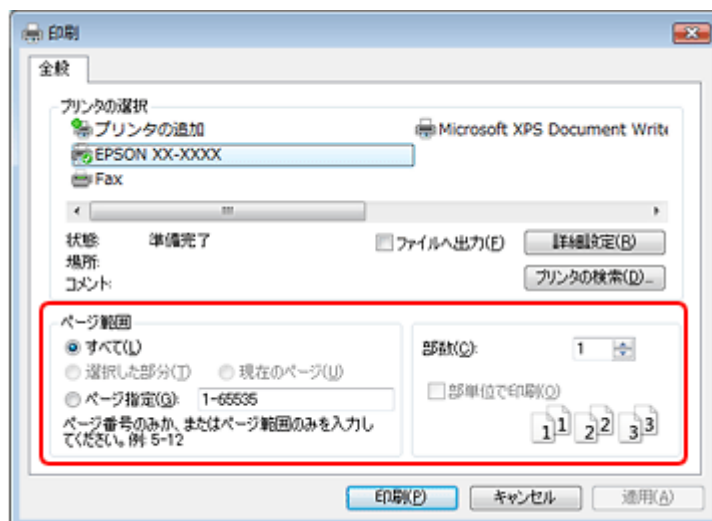 印刷
全般
プリンタの選択
プリンタの追加
Microsoft XPS Document Write
EPSON XX-XXXX
Fax
状態: 準備完了
ファイルへ出力(F)
詳細設定(R)
場所:
コメント:
プリンタの検索(D)...
ページ範囲
すべて(L)
選択した部分(T) 現在のページ(U)
ページ指定(G): 1-65535
ページ番号のみか、またはページ範囲のみを入力し
てください。例: 5-12
部数(C): 1
部単位で印刷(O)
11 22 33
印刷(P) キャンセル 適用(A)